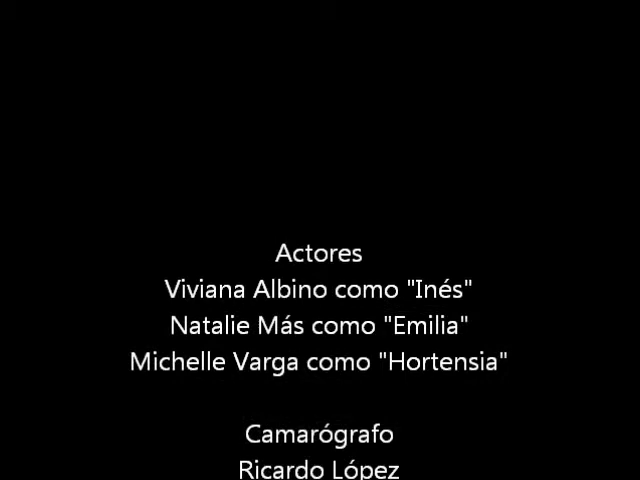 Actores
Viviana Albino como "Inés"
Natalie Más como "Emilia"
Michelle Varga como "Hortensia"
Camarógrafo
Ricardo López